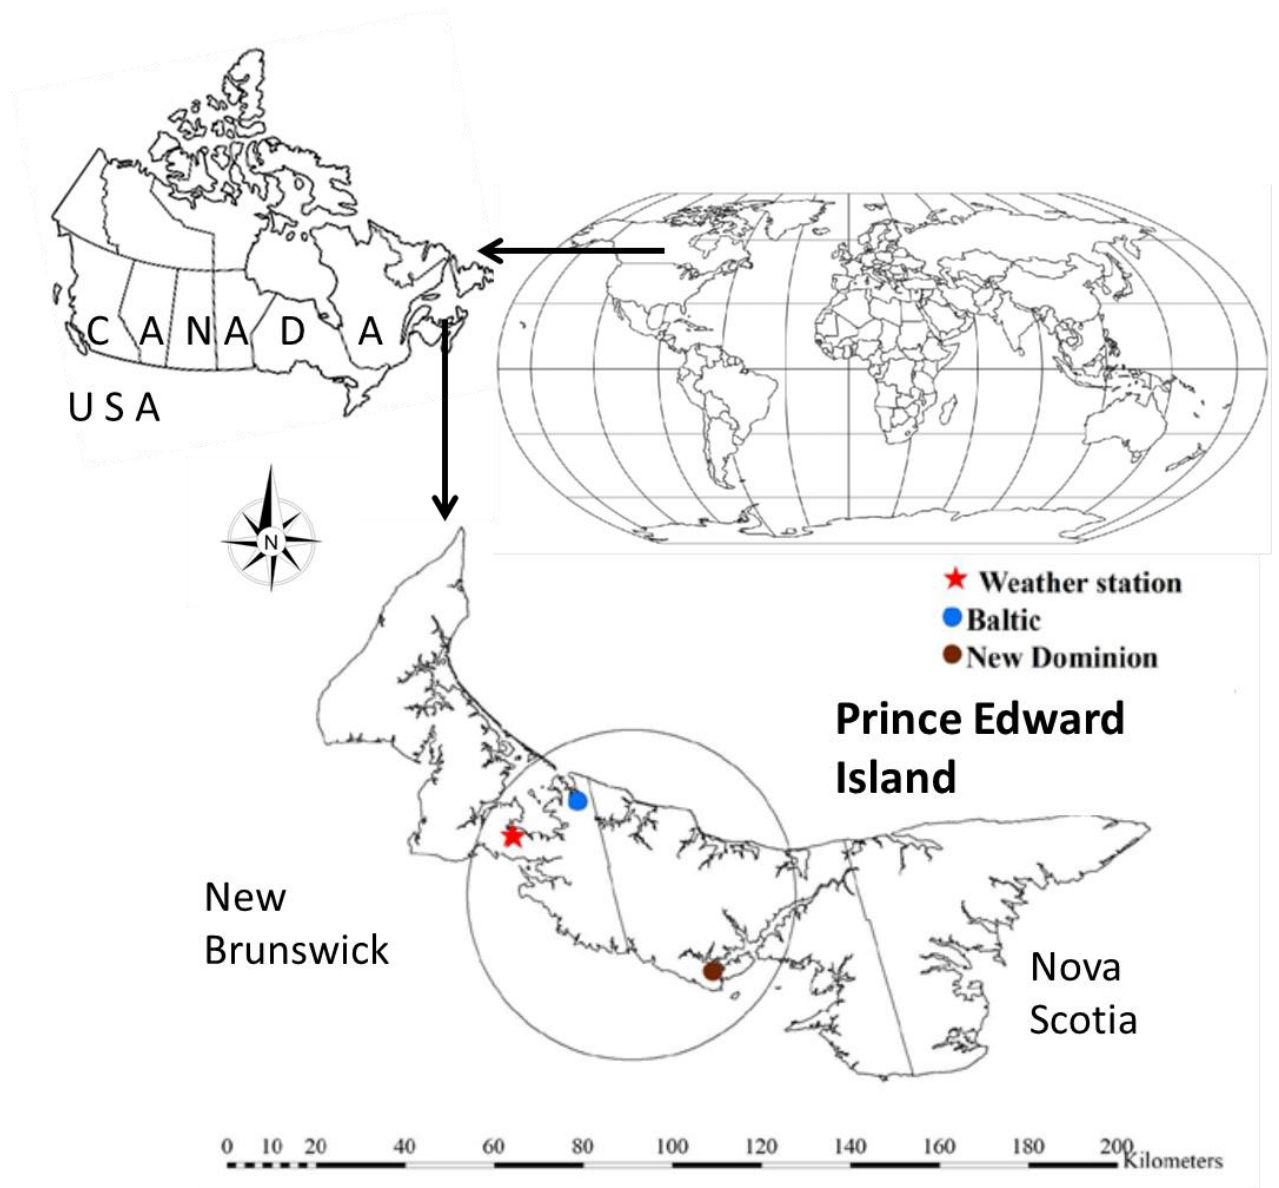 C A N A D A
U S A
N
Weather station
Baltic
New Dominion
Prince Edward
Island
New
Brunswick
Nova
Scotia
0 10 20 40 60 80 100 120 140 160 180 200
Kilometers